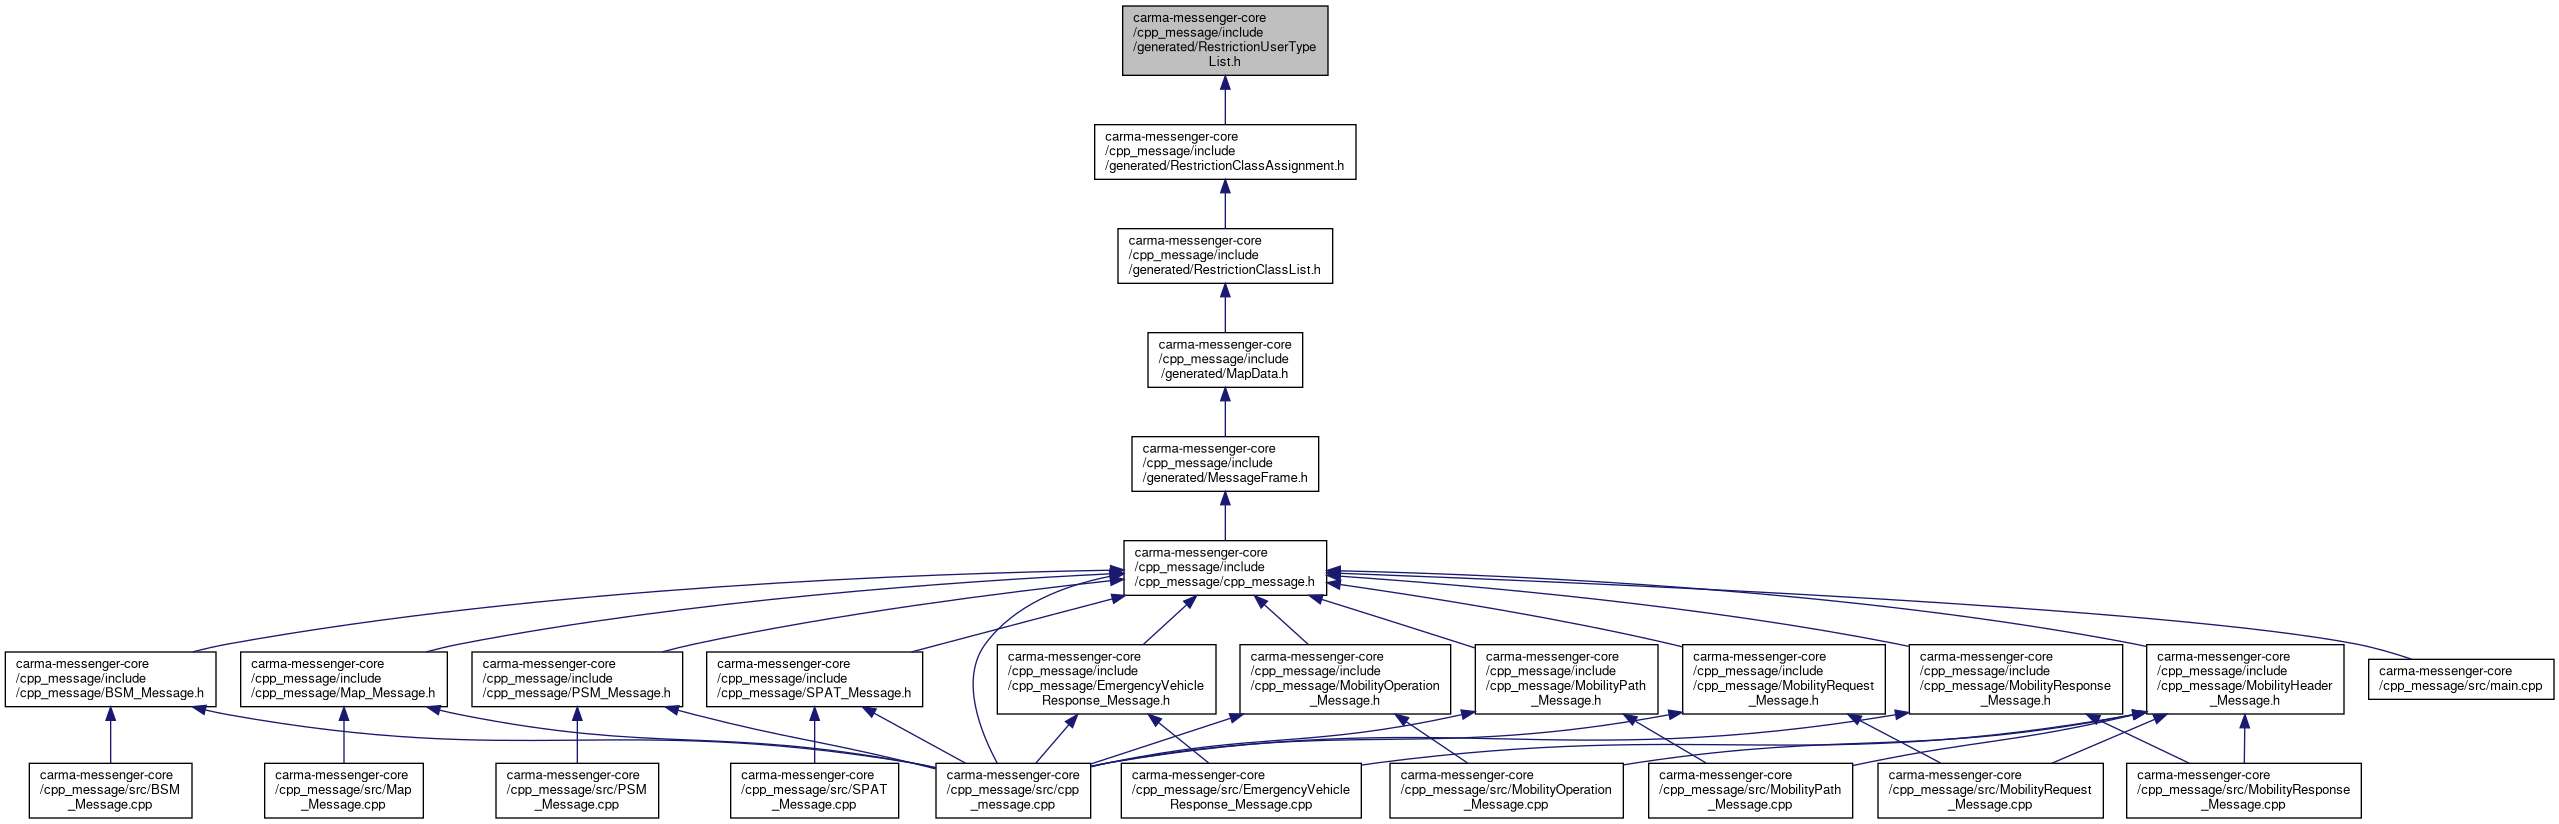 carma-messenger-core
/cpp_message/include
/generated/RestrictionUserType
List.h
carma-messenger-core
/cpp_message/include
/generated/RestrictionClassAssignment.h
carma-messenger-core
/cpp_message/include
/generated/RestrictionClassList.h
carma-messenger-core
/cpp_message/include
/generated/MapData.h
carma-messenger-core
/cpp_message/include
/generated/MessageFrame.h
carma-messenger-core
/cpp_message/include
/cpp_message/cpp_message.h
carma-messenger-core
/cpp_message/include
/cpp_message/BSM_Message.h
carma-messenger-core
/cpp_message/include
/cpp_message/Map_Message.h
carma-messenger-core
/cpp_message/include
/cpp_message/PSM_Message.h
carma-messenger-core
/cpp_message/include
/cpp_message/SPAT_Message.h
carma-messenger-core
/cpp_message/include
/cpp_message/EmergencyVehicle
Response_Message.h
carma-messenger-core
/cpp_message/include
/cpp_message/MobilityOperation
_Message.h
carma-messenger-core
/cpp_message/include
/cpp_message/MobilityPath
_Message.h
carma-messenger-core
/cpp_message/include
/cpp_message/MobilityRequest
_Message.h
carma-messenger-core
/cpp_message/include
/cpp_message/MobilityResponse
_Message.h
carma-messenger-core
/cpp_message/include
/cpp_message/MobilityHeader
_Message.h
carma-messenger-core
/cpp_message/src/main.cpp
carma-messenger-core
/cpp_message/src/BSM
_Message.cpp
carma-messenger-core
/cpp_message/src/Map
_Message.cpp
carma-messenger-core
/cpp_message/src/PSM
_Message.cpp
carma-messenger-core
/cpp_message/src/SPAT
_Message.cpp
carma-messenger-core
/cpp_message/src/cpp
_message.cpp
carma-messenger-core
/cpp_message/src/EmergencyVehicle
Response_Message.cpp
carma-messenger-core
/cpp_message/src/MobilityOperation
_Message.cpp
carma-messenger-core
/cpp_message/src/MobilityPath
_Message.cpp
carma-messenger-core
/cpp_message/src/MobilityRequest
_Message.cpp
carma-messenger-core
/cpp_message/src/MobilityResponse
_Message.cpp